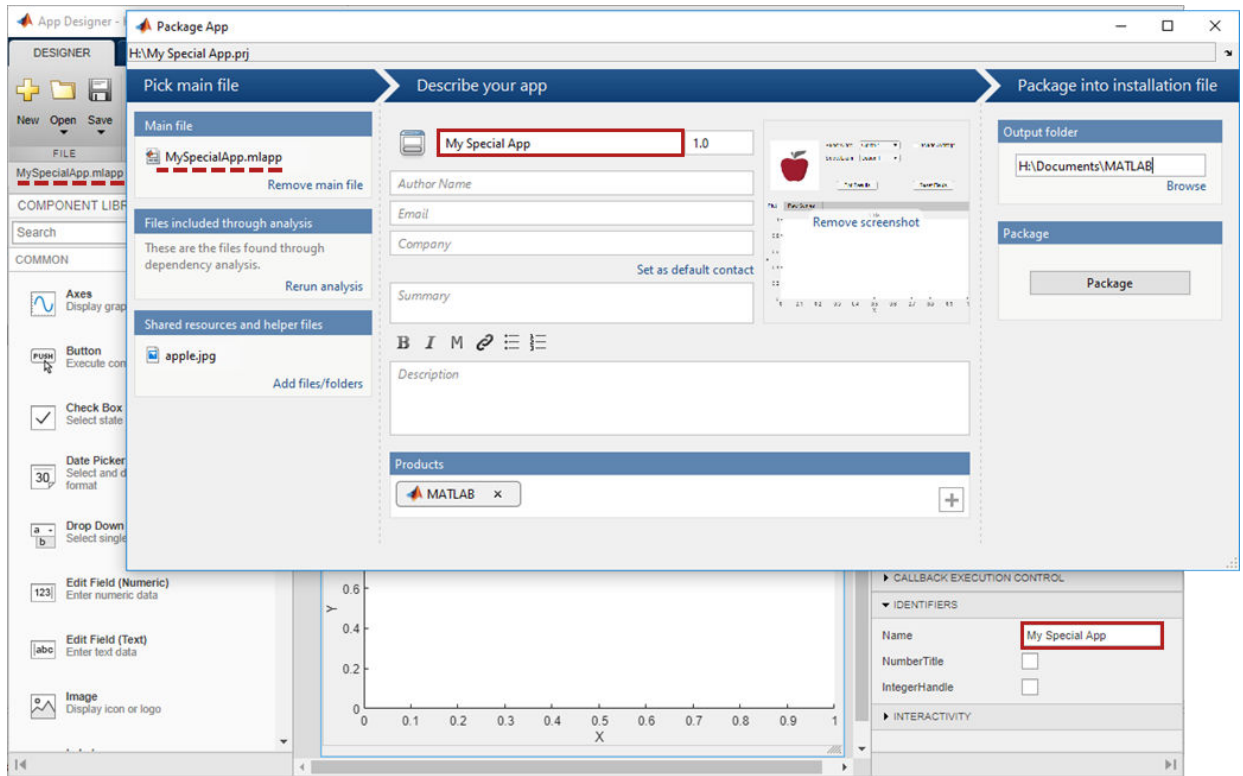 App Designer -
Package App
DESIGNER
H:\My Special App.prj
Pick main file
Describe your app
Package into installation file
New Open Save
FILE
MySpecialApp.mlapp
COMPONENT LIBR
Search
COMMON
Axes
Display grap
PUSH
Button
Execute con
Check Box
Select state
30
Date Picker
Select and d
format
a
b
Drop Down
Select single
123
Edit Field (Numeric)
Enter numeric data
abc
Edit Field (Text)
Enter text data
Image
Display icon or logo
Main file
MySpecialApp.mlapp
Remove main file
Files included through analysis
These are the files found through
dependency analysis.
Rerun analysis
Shared resources and helper files
apple.jpg
Add files/folders
My Special App
1.0
Author Name
Email
Company
Set as default contact
Summary
B I M
Description
Products
MATLAB ×
Remove screenshot
Output folder
H:\Documents\MATLAB
Browse
Package
Package
0.6
Y
0.4
0.2
0
0 0.1 0.2 0.3 0.4 0.5 0.6 0.7 0.8 0.9 1
X
CALLBACK EXECUTION CONTROL
IDENTIFIERS
Name My Special App
NumberTitle
IntegerHandle
INTERACTIVITY